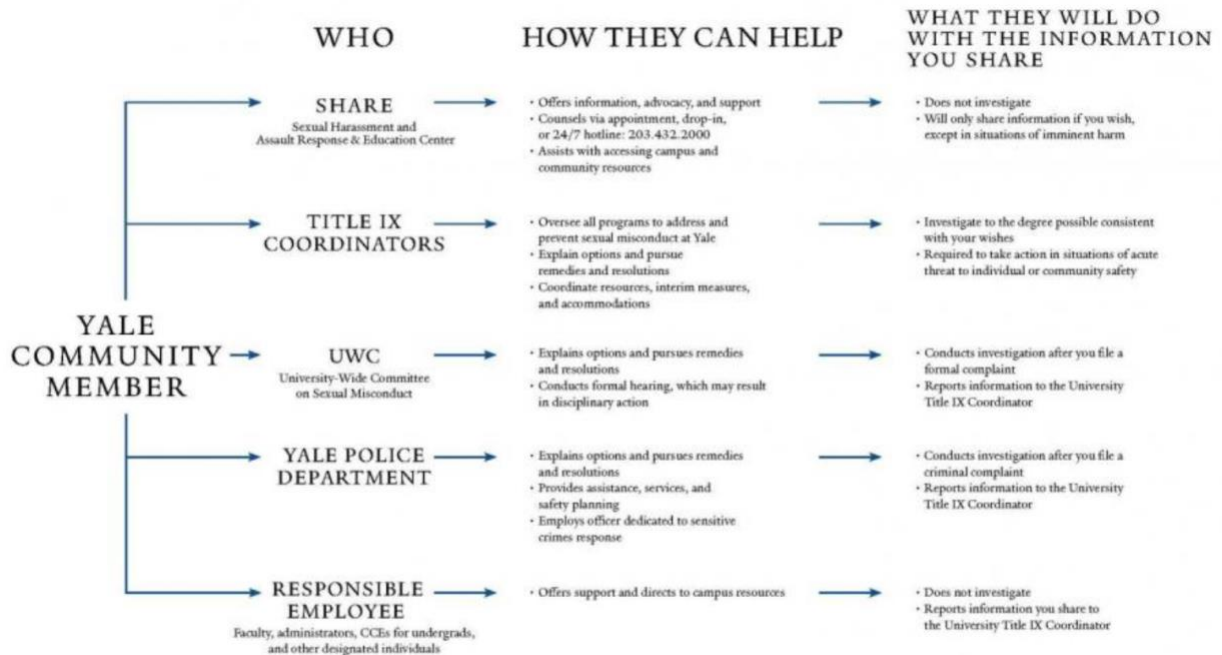 WHO
HOW THEY CAN HELP
WHAT THEY WILL DO
WITH THE INFORMATION
YOU SHARE
YALE
COMMUNITY
MEMBER
SHARE
Sexual Harassment and
Assault Response & Education Center
• Offers information, advocacy, and support
• Counsels via appointment, drop-in,
or 24/7 hotline: 203.432.2000
• Assists with accessing campus and
community resources
• Does not investigate
• Will only share information if you wish,
except in situations of imminent harm
TITLE IX
COORDINATORS
• Oversee all programs to address and
prevent sexual misconduct at Yale
• Explain options and pursue
remedies and resolutions
• Coordinate resources, interim measures,
and accommodations
• Investigate to the degree possible consistent
with your wishes
• Required to take action in situations of acute
threat to individual or community safety
UWC
University-Wide Committee
on Sexual Misconduct
• Explains options and pursues remedies
and resolutions
• Conducts formal hearing, which may result
in disciplinary action
• Conducts investigation after you file a
formal complaint
• Reports information to the University
Title IX Coordinator
YALE POLICE
DEPARTMENT
• Explains options and pursues remedies
and resolutions
• Provides assistance, services, and
safety planning
• Employs officer dedicated to sensitive
crimes response
• Conducts investigation after you file a
criminal complaint
• Reports information to the University
Title IX Coordinator
RESPONSIBLE
EMPLOYEE
Faculty, administrators, CCEs for undergrads,
and other designated individuals
• Offers support and directs to campus resources
• Does not investigate
• Reports information you share to
the University Title IX Coordinator